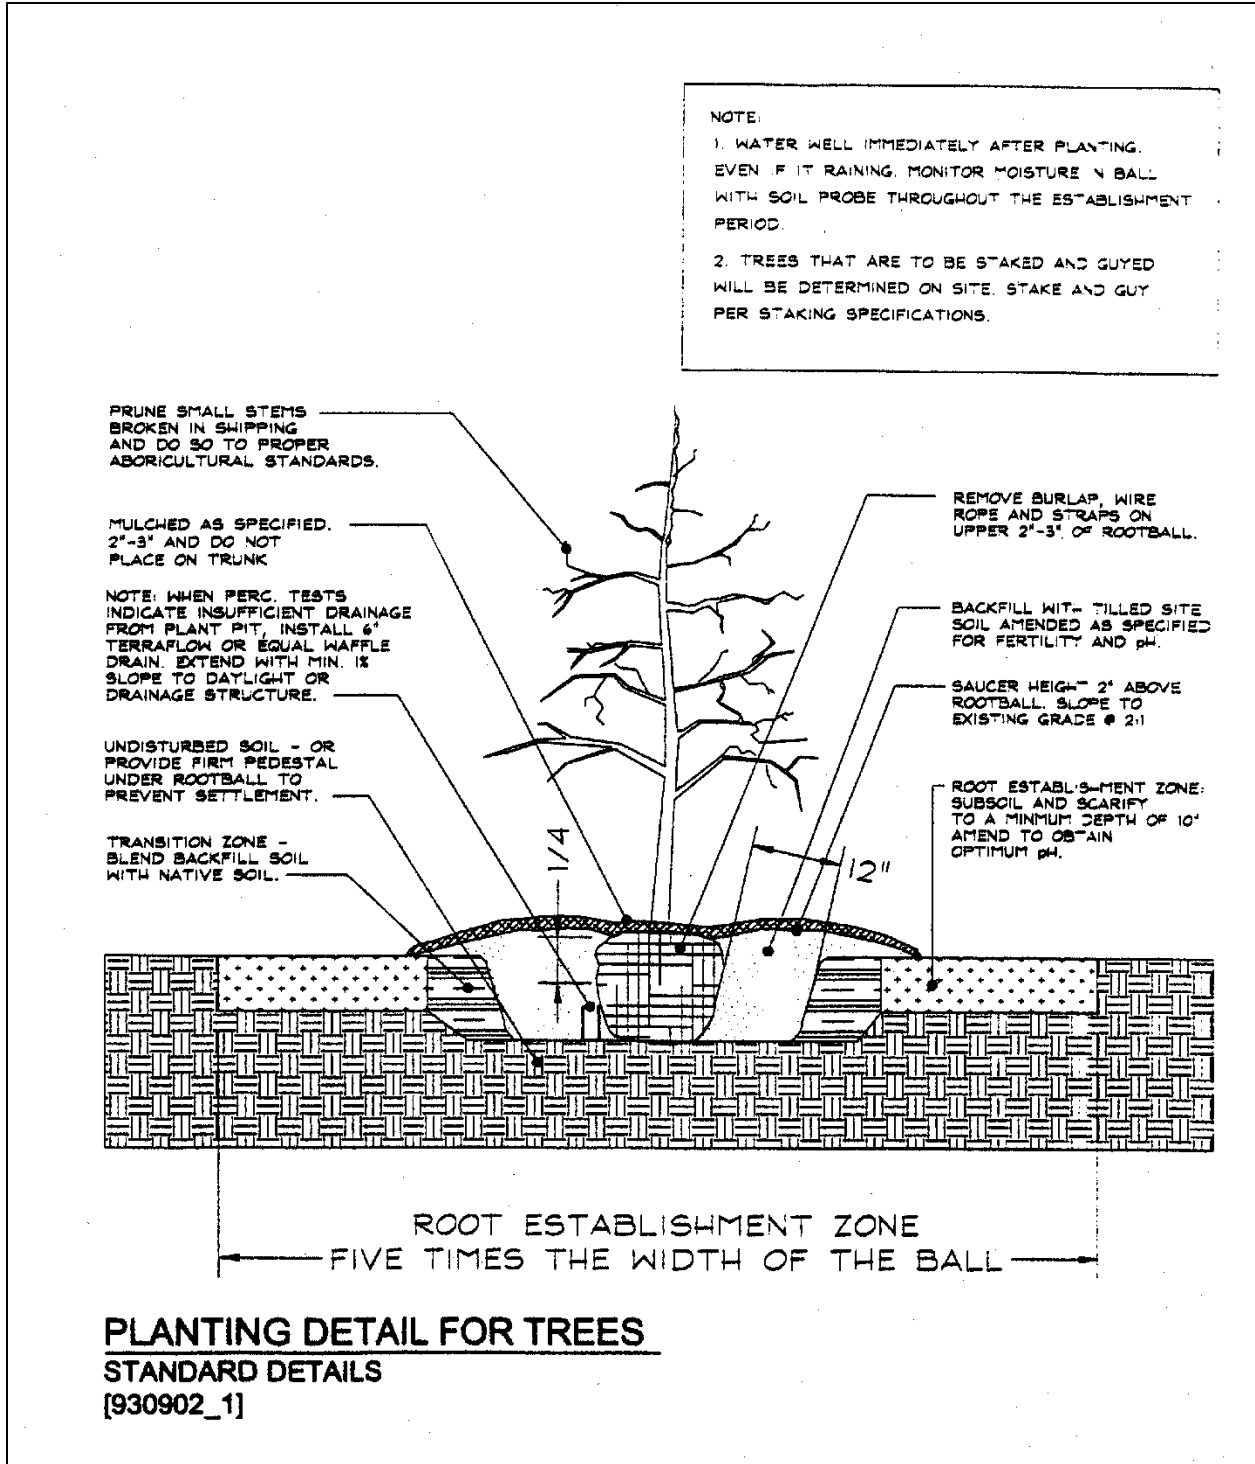 NOTE:
1. WATER WELL IMMEDIATELY AFTER PLANTING.
EVEN IF IT RAINING. MONITOR MOISTURE IN BALL
WITH SOIL PROBE THROUGHOUT THE ESTABLISHMENT
PERIOD.
2. TREES THAT ARE TO BE STAKED AND GUYED
WILL BE DETERMINED ON SITE. STAKE AND GUY
PER STAKING SPECIFICATIONS.
PRUNE SMALL STEMS
BROKEN IN SHIPPING
AND DO SO TO PROPER
ABORICULTURAL STANDARDS.
MULCHED AS SPECIFIED.
2"-3" AND DO NOT
PLACE ON TRUNK
NOTE: WHEN PERC. TESTS
INDICATE INSUFFICIENT DRAINAGE
FROM PLANT PIT, INSTALL 6"
TERRAFLOW OR EQUAL WAFFLE
DRAIN. EXTEND WITH MIN. 1%
SLOPE TO DAYLIGHT OR
DRAINAGE STRUCTURE.
UNDISTURBED SOIL - OR
PROVIDE FIRM PEDESTAL
UNDER ROOTBALL TO
PREVENT SETTLEMENT.
TRANSITION ZONE -
BLEND BACKFILL SOIL
WITH NATIVE SOIL.
REMOVE BURLAP, WIRE
ROPE AND STRAPS ON
UPPER 2"-3" OF ROOTBALL.
BACKFILL WITH TILLED SITE
SOIL AMENDED AS SPECIFIED
FOR FERTILITY AND pH.
SAUCER HEIGHT 2" ABOVE
ROOTBALL. SLOPE TO
EXISTING GRADE @ 2:1
ROOT ESTABLISHMENT ZONE:
SUBSOIL AND SCARIFY
TO A MINMUM DEPTH OF 10"
AMEND TO OBTAIN
OPTIMUM pH.
1/4
12"
ROOT ESTABLISHMENT ZONE
FIVE TIMES THE WIDTH OF THE BALL
PLANTING DETAIL FOR TREES
STANDARD DETAILS
[930902_1]